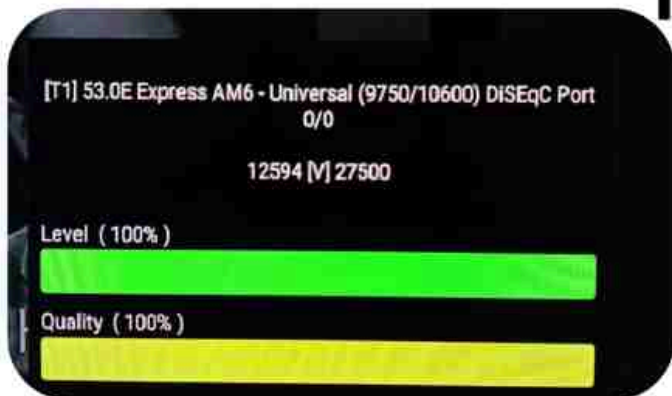 [T1] 53.0E Express AM6 - Universal (9750/10600) DiSEqC Port
0/0
12594 [V] 27500
Level ( 100% )
Quality ( 100% )